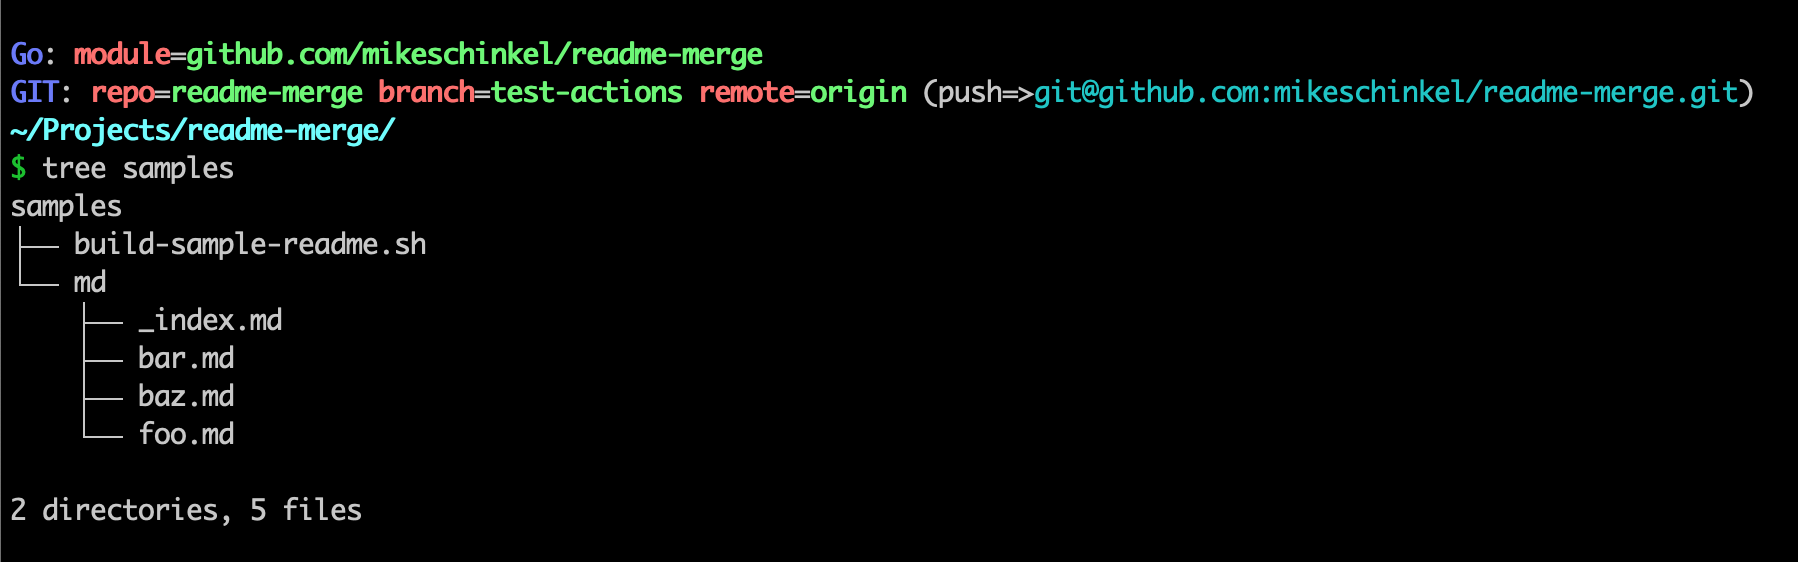 Go: module=github.com/mikeschinkel/readme-merge
GIT: repo=readme-merge branch=test-actions remote=origin (push=>git@github.com:mikeschinkel/readme-merge.git)
~/Projects/readme-merge/
$ tree samples
samples
├── build-sample-readme.sh
└── md
    ├── _index.md
    ├── bar.md
    ├── baz.md
    └── foo.md

2 directories, 5 files